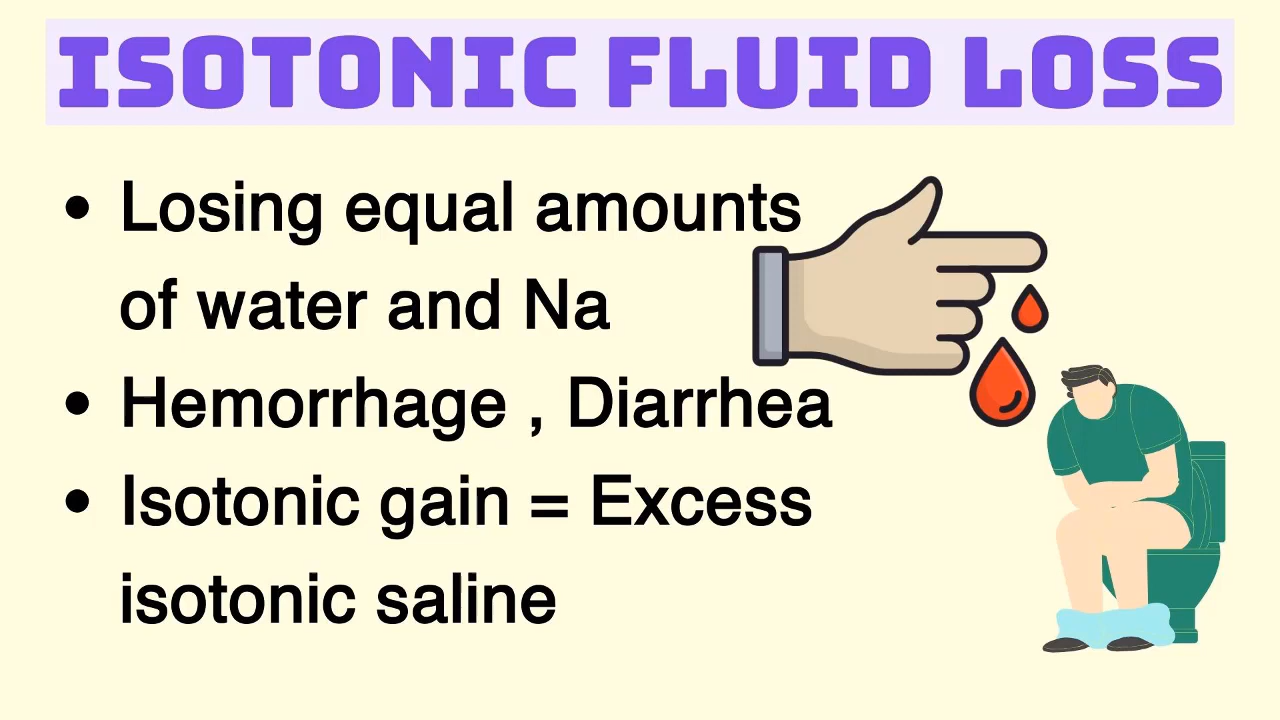 ISOTONIC FLUID LOSS
• Losing equal amounts
of water and Na
• Hemorrhage , Diarrhea
• Isotonic gain = Excess
isotonic saline